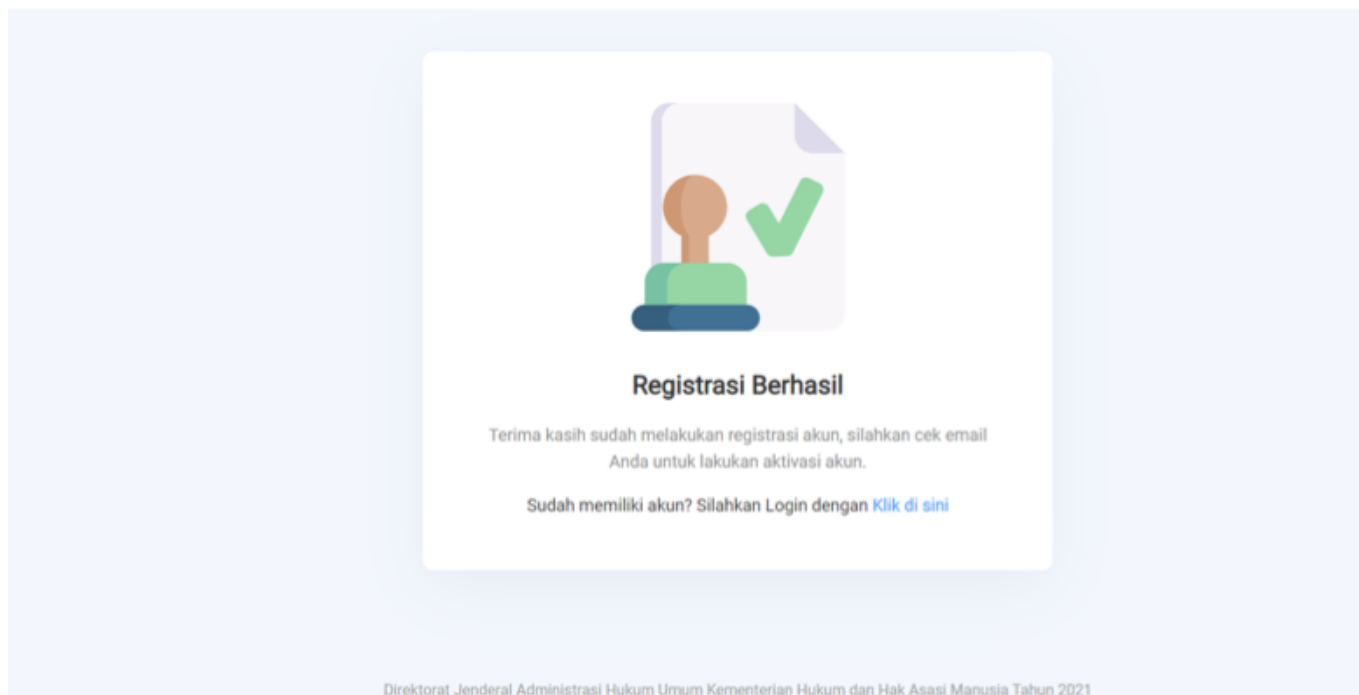 Registrasi Berhasil
Terima kasih sudah melakukan registrasi akun, silahkan cek email
Anda untuk lakukan aktivasi akun.
Sudah memiliki akun? Silahkan Login dengan Klik di sini
Direktorat Jenderal Administrasi Hukum Umum Kementerian Hukum dan Hak Asasi Manusia Tahun 2021